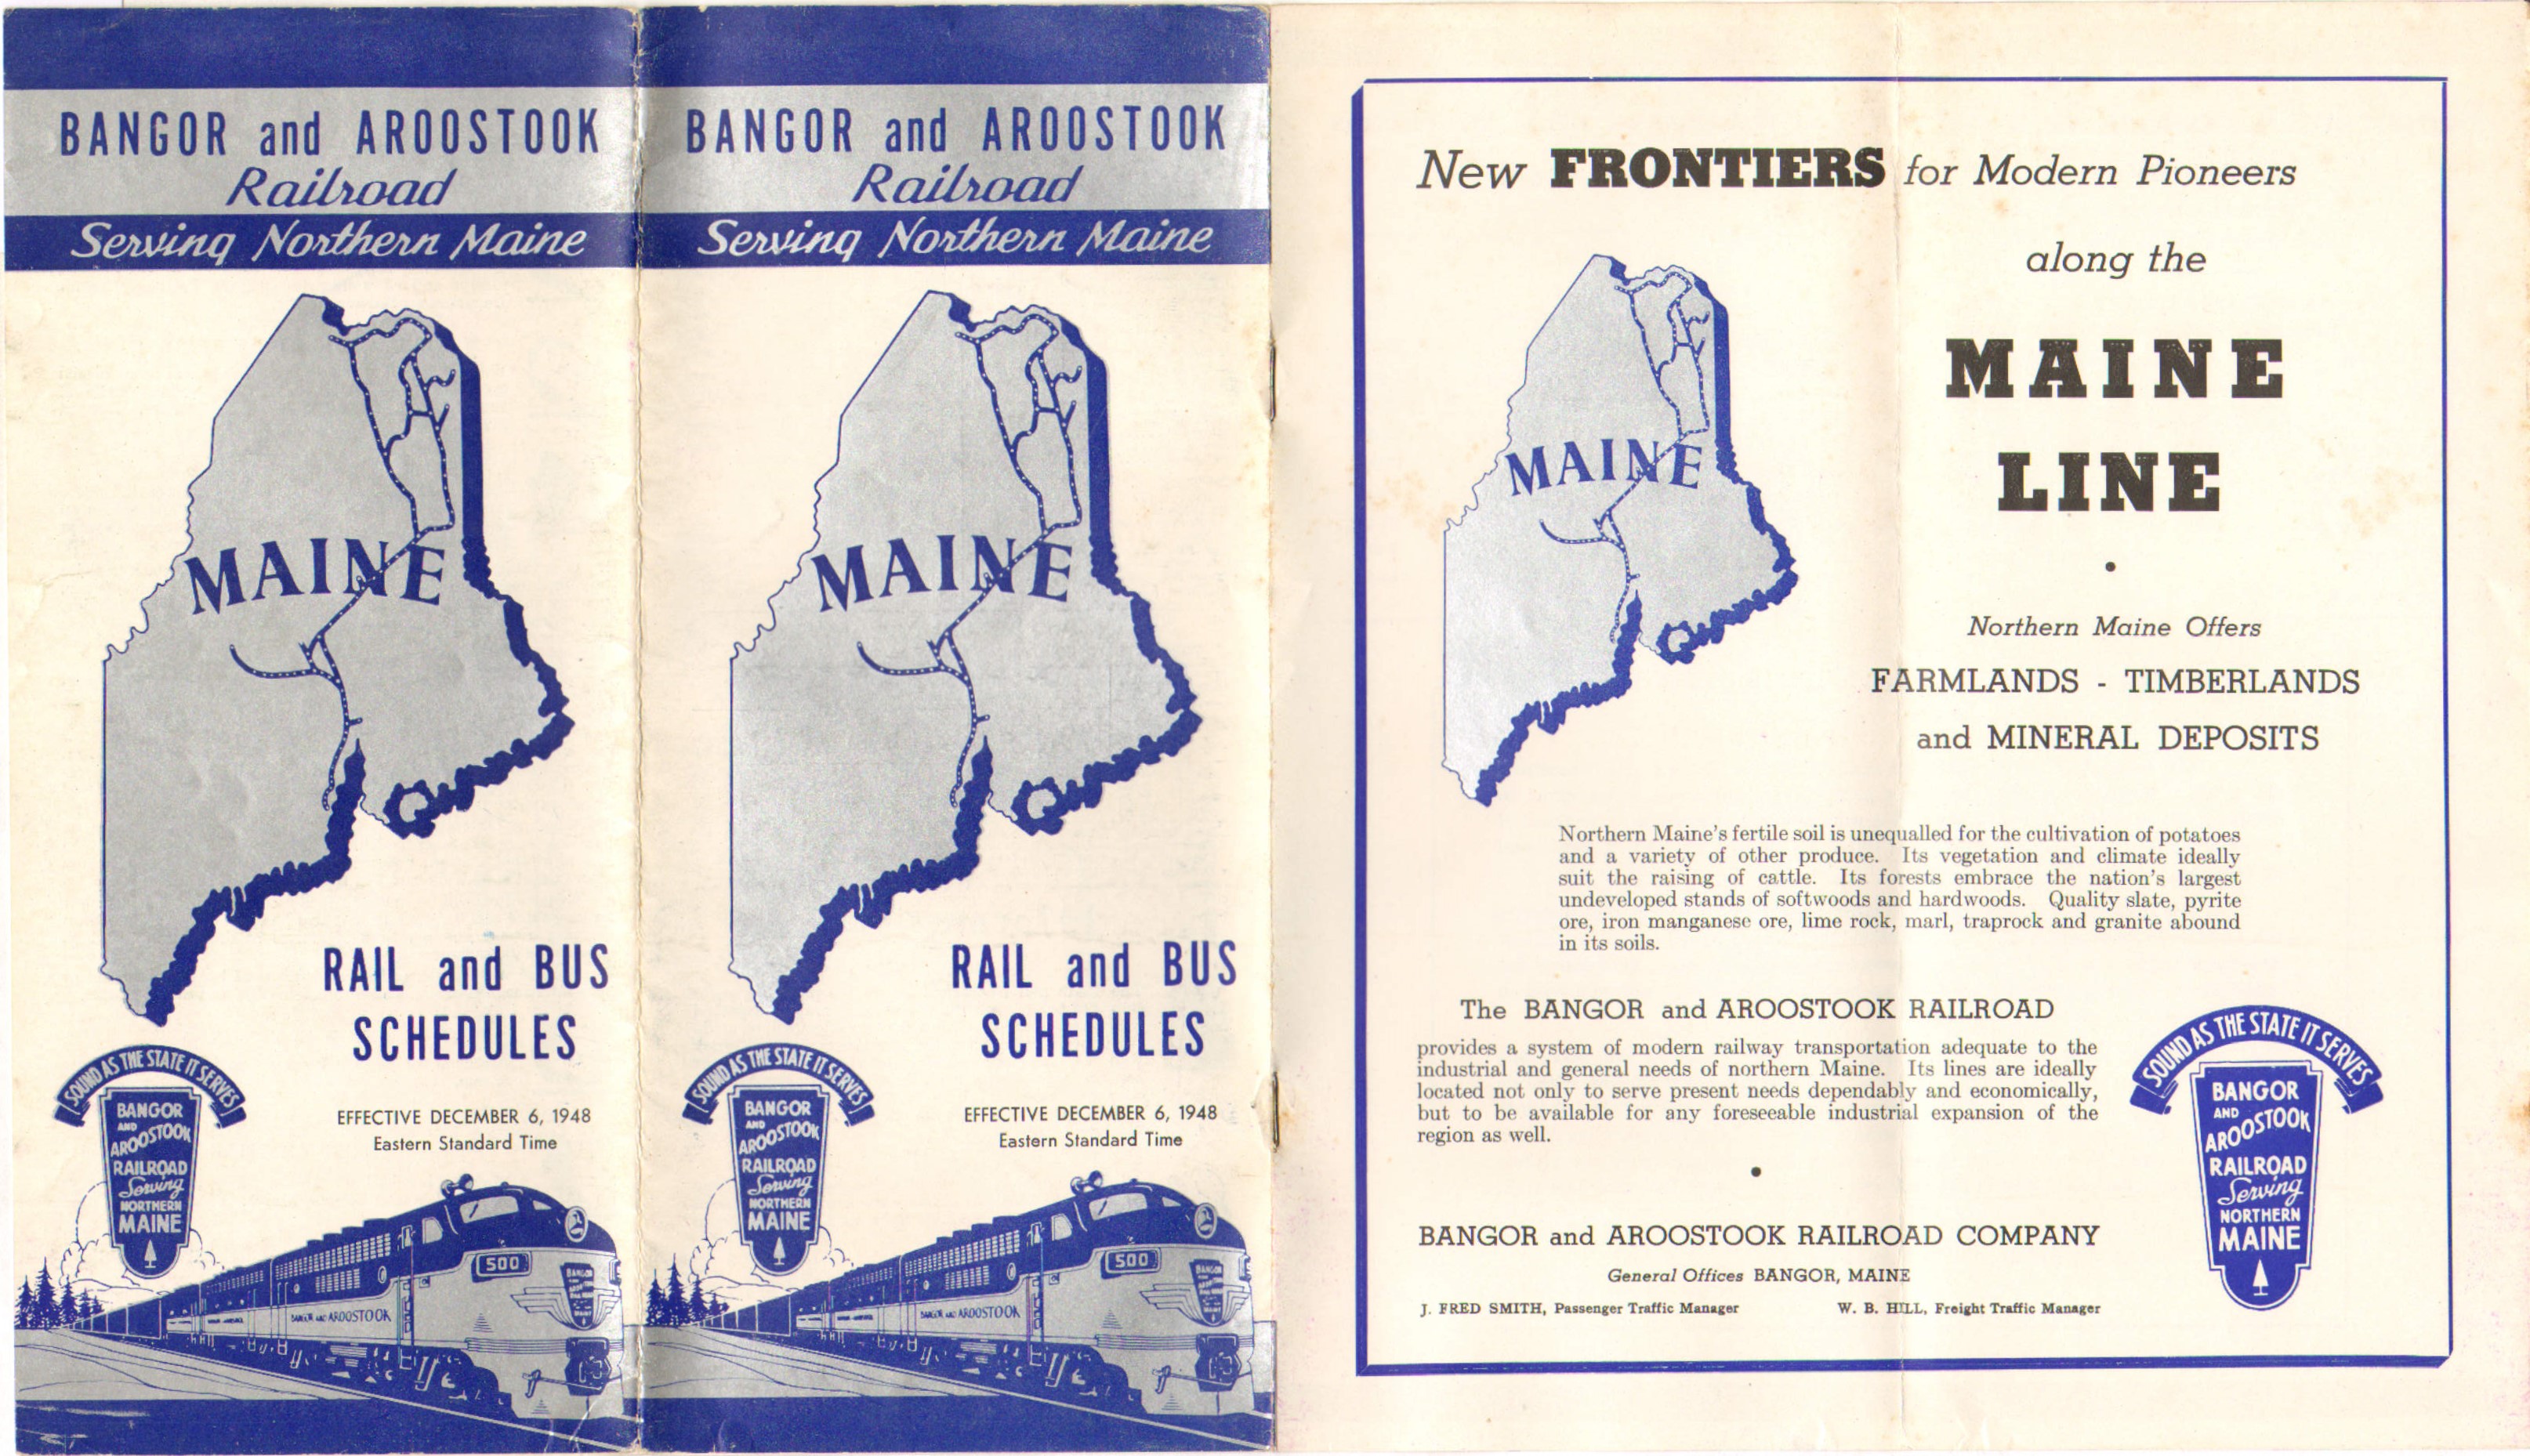 BANGOR and AROOSTOOK
Railroad
Serving Northern Maine
MAINE
RAIL and BUS
SCHEDULES
SOUND AS THE STATE IT SERVES
BANGOR
AND
AROOSTOOK
RAILROAD
Serving
NORTHERN
MAINE
EFFECTIVE DECEMBER 6, 1948
Eastern Standard Time
500
BANGOR AND AROOSTOOK
BANGOR and AROOSTOOK
Railroad
Serving Northern Maine
MAINE
RAIL and BUS
SCHEDULES
SOUND AS THE STATE IT SERVES
BANGOR
AND
AROOSTOOK
RAILROAD
Serving
NORTHERN
MAINE
EFFECTIVE DECEMBER 6, 1948
Eastern Standard Time
500
BANGOR AND AROOSTOOK
New FRONTIERS for Modern Pioneers
along the
MAINE
LINE
MAINE
•
Northern Maine Offers
FARMLANDS - TIMBERLANDS
and MINERAL DEPOSITS
Northern Maine's fertile soil is unequalled for the cultivation of potatoes
and a variety of other produce. Its vegetation and climate ideally
suit the raising of cattle. Its forests embrace the nation's largest
undeveloped stands of softwoods and hardwoods. Quality slate, pyrite
ore, iron manganese ore, lime rock, marl, traprock and granite abound
in its soils.
The BANGOR and AROOSTOOK RAILROAD
provides a system of modern railway transportation adequate to the
industrial and general needs of northern Maine. Its lines are ideally
located not only to serve present needs dependably and economically,
but to be available for any foreseeable industrial expansion of the
region as well.
•
BANGOR and AROOSTOOK RAILROAD COMPANY
General Offices BANGOR, MAINE
J. FRED SMITH, Passenger Traffic Manager W. B. HILL, Freight Traffic Manager
SOUND AS THE STATE IT SERVES
BANGOR
AND
AROOSTOOK
RAILROAD
Serving
NORTHERN
MAINE